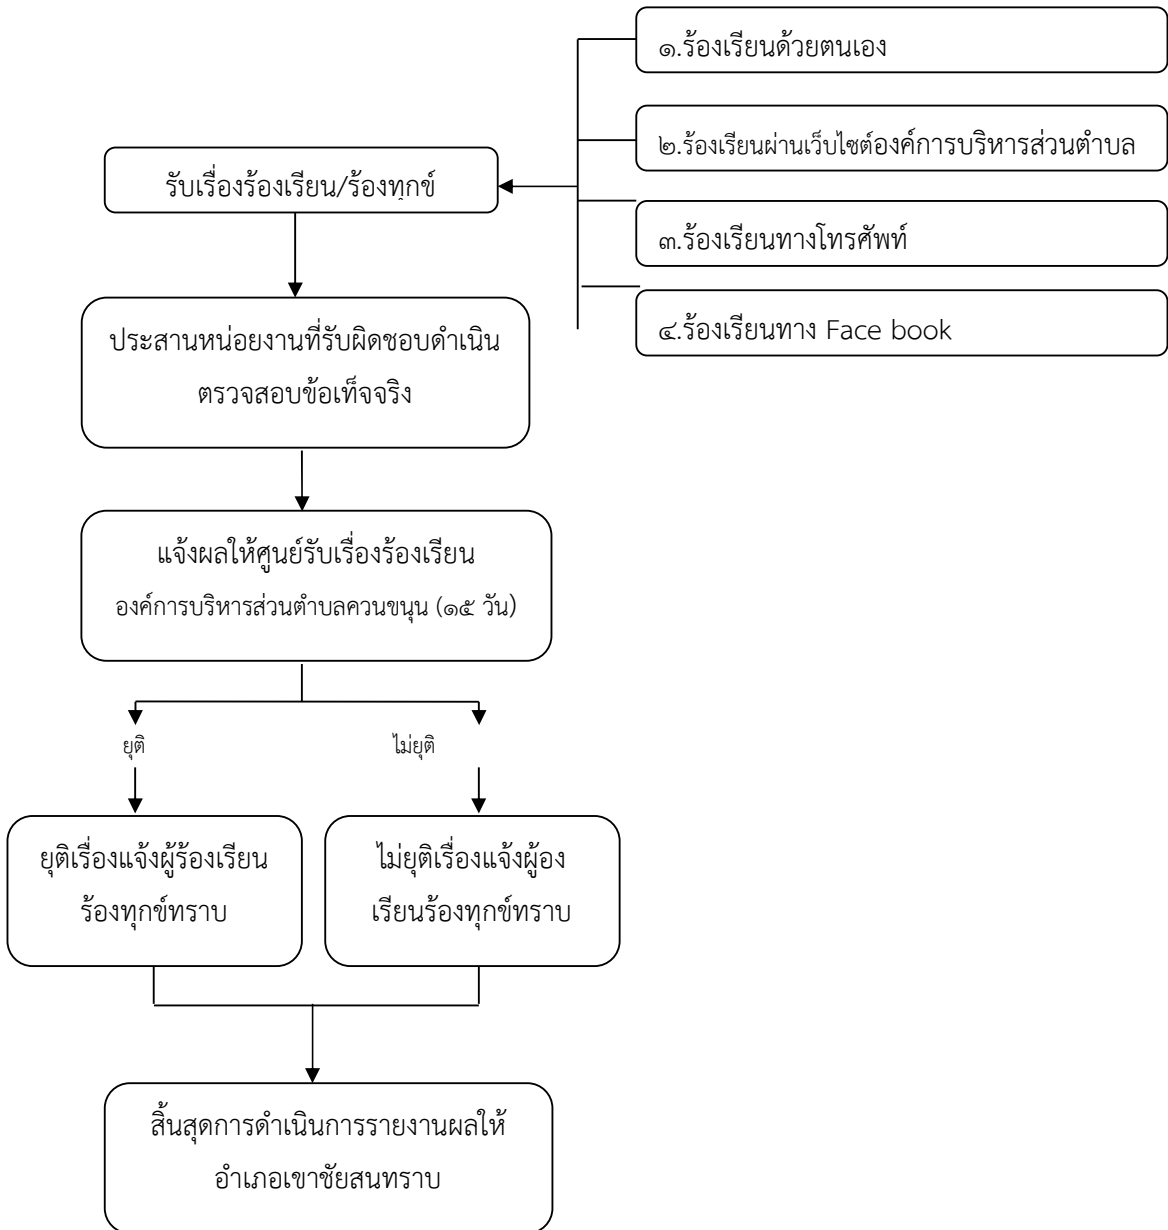 ๑.ร้องเรียนด้วยตนเอง
๒.ร้องเรียนผ่านเว็บไซต์องค์การบริหารส่วนตำบล
รับเรื่องร้องเรียน/ร้องทุกข์
๓.ร้องเรียนทางโทรศัพท์
๔.ร้องเรียนทาง Face book
ประสานหน่อยงานที่รับผิดชอบดำเนิน
ตรวจสอบข้อเท็จจริง
แจ้งผลให้ศูนย์รับเรื่องร้องเรียน
องค์การบริหารส่วนตำบลควนขนุน (๑๕ วัน)
ยุติ
ไม่ยุติ
ยุติเรื่องแจ้งผู้ร้องเรียน
ร้องทุกข์ทราบ
ไม่ยุติเรื่องแจ้งผู้อง
เรียนร้องทุกข์ทราบ
สิ้นสุดการดำเนินการรายงานผลให้
อำเภอเขาชัยสนทราบ